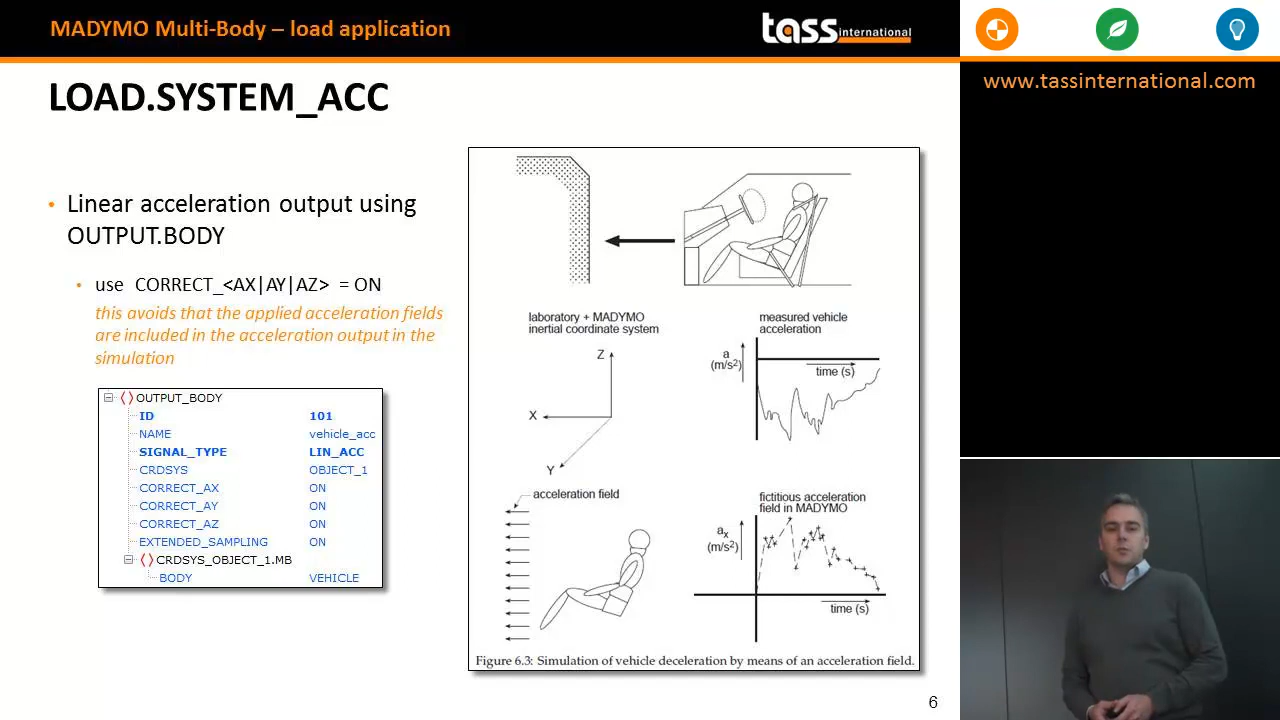 MADYMO Multi-Body – load application
tass international
www.tassinternational.com
LOAD.SYSTEM_ACC
• Linear acceleration output using
OUTPUT.BODY
• use CORRECT_<AX|AY|AZ> = ON
this avoids that the applied acceleration fields
are included in the acceleration output in the
simulation
OUTPUT_BODY
ID 101
NAME vehicle_acc
SIGNAL_TYPE LIN_ACC
CRDSYS OBJECT_1
CORRECT_AX ON
CORRECT_AY ON
CORRECT_AZ ON
EXTENDED_SAMPLING ON
CRDSYS_OBJECT_1.MB
BODY VEHICLE
laboratory + MADYMO
inertial coordinate system
Z
X
Y
measured vehicle
acceleration
a
(m/s²)
time (s)
acceleration field
fictitious acceleration
field in MADYMO
aₓ
(m/s²)
time (s)
Figure 6.3: Simulation of vehicle deceleration by means of an acceleration field.
6